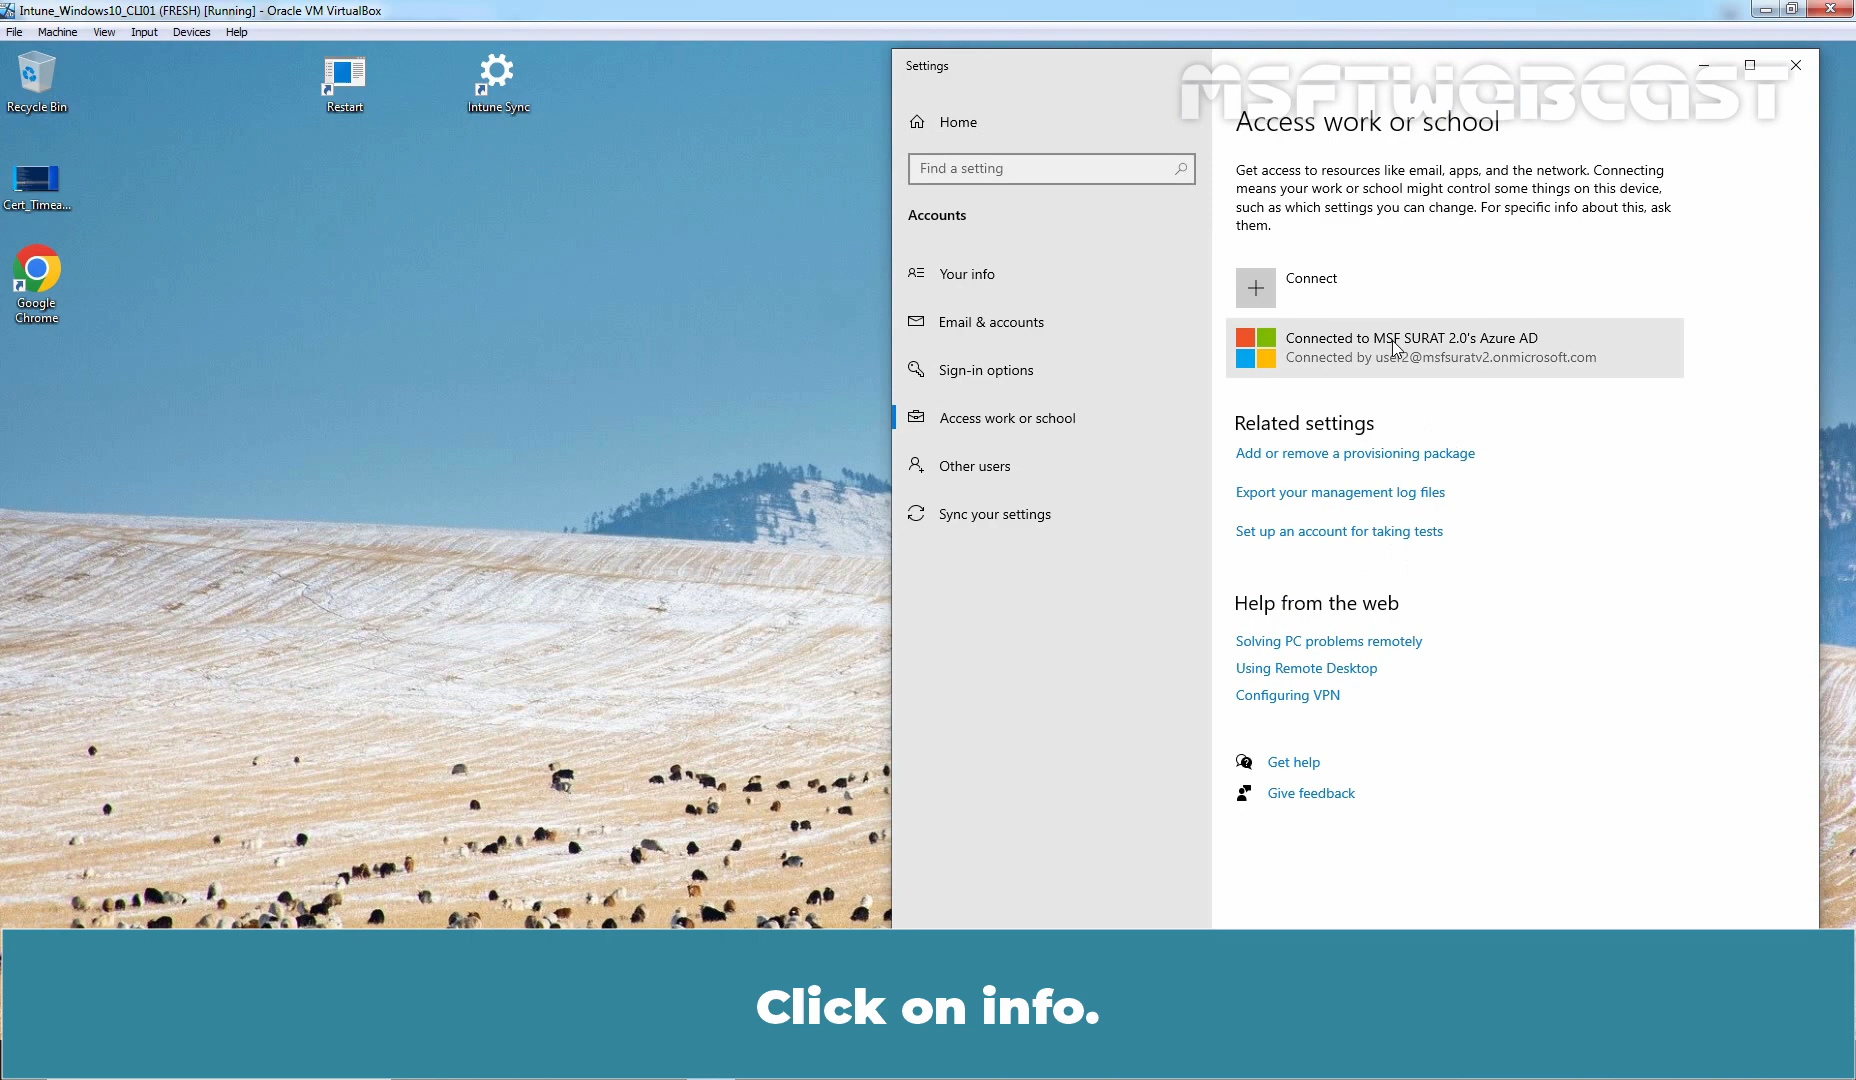 Intune_Windows10_CLI01 (FRESH) [Running] - Oracle VM VirtualBox
File Machine View Input Devices Help
Recycle Bin
Restart
Intune Sync
Cert_Timea...
Google
Chrome
Settings
MSFTWEBCAST
Home
Find a setting
Accounts
Your info
Email & accounts
Sign-in options
Access work or school
Other users
Sync your settings
Access work or school
Get access to resources like email, apps, and the network. Connecting
means your work or school might control some things on this device,
such as which settings you can change. For specific info about this, ask
them.
Connect
Connected to MSF SURAT 2.0's Azure AD
Connected by user2@msfsuratv2.onmicrosoft.com
Related settings
Add or remove a provisioning package
Export your management log files
Set up an account for taking tests
Help from the web
Solving PC problems remotely
Using Remote Desktop
Configuring VPN
Get help
Give feedback
Click on info.